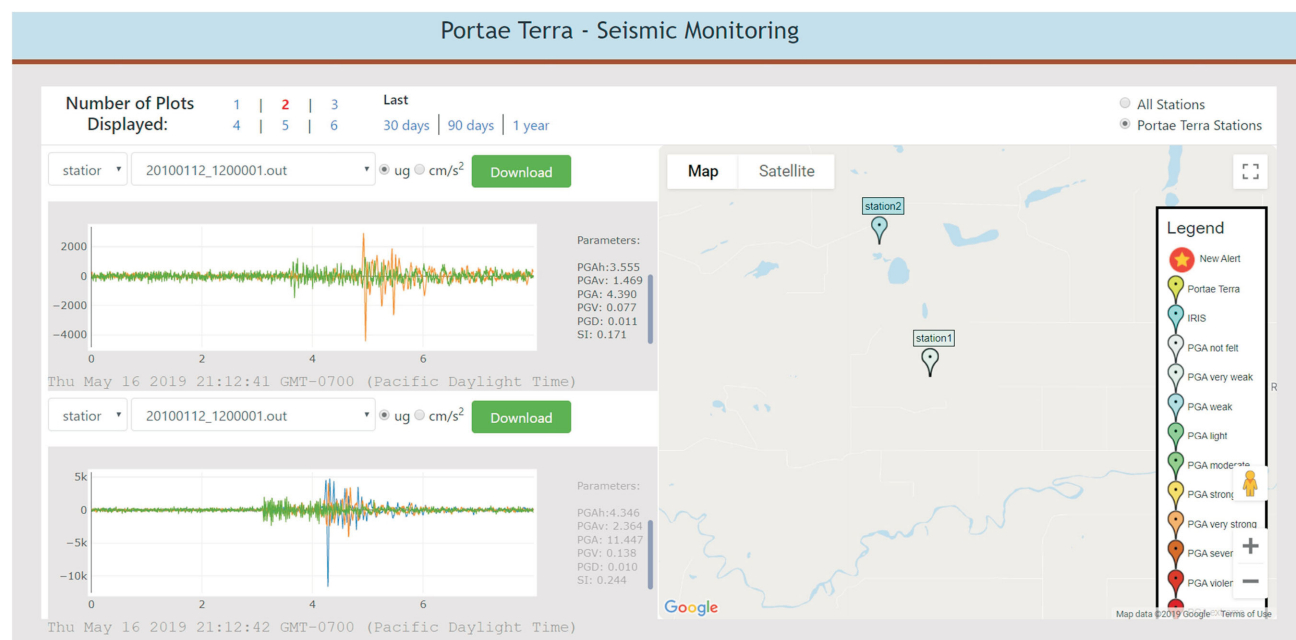 Portae Terra - Seismic Monitoring
Number of Plots Displayed:
1 | 2 | 3
4 | 5 | 6
Last
30 days | 90 days | 1 year
All Stations
Portae Terra Stations
statior 20100112_1200001.out ug cm/s² Download
2000
0
−2000
−4000
0 2 4 6
Parameters:
PGAh:3.555
PGAv: 1.469
PGA: 4.390
PGV: 0.077
PGD: 0.011
SI: 0.171
Thu May 16 2019 21:12:41 GMT-0700 (Pacific Daylight Time)
statior 20100112_1200001.out ug cm/s² Download
5k
0
−5k
−10k
0 2 4 6
Parameters:
PGAh:4.346
PGAv: 2.364
PGA: 11.447
PGV: 0.138
PGD: 0.010
SI: 0.244
Thu May 16 2019 21:12:42 GMT-0700 (Pacific Daylight Time)
Map Satellite
station2
station1
Legend
New Alert
Portae Terra
IRIS
PGA not felt
PGA very weak
PGA weak
PGA light
PGA moderate
PGA strong
PGA very strong
PGA sever
PGA violen
R
Google
Map data ©2019 Google Terms of Use